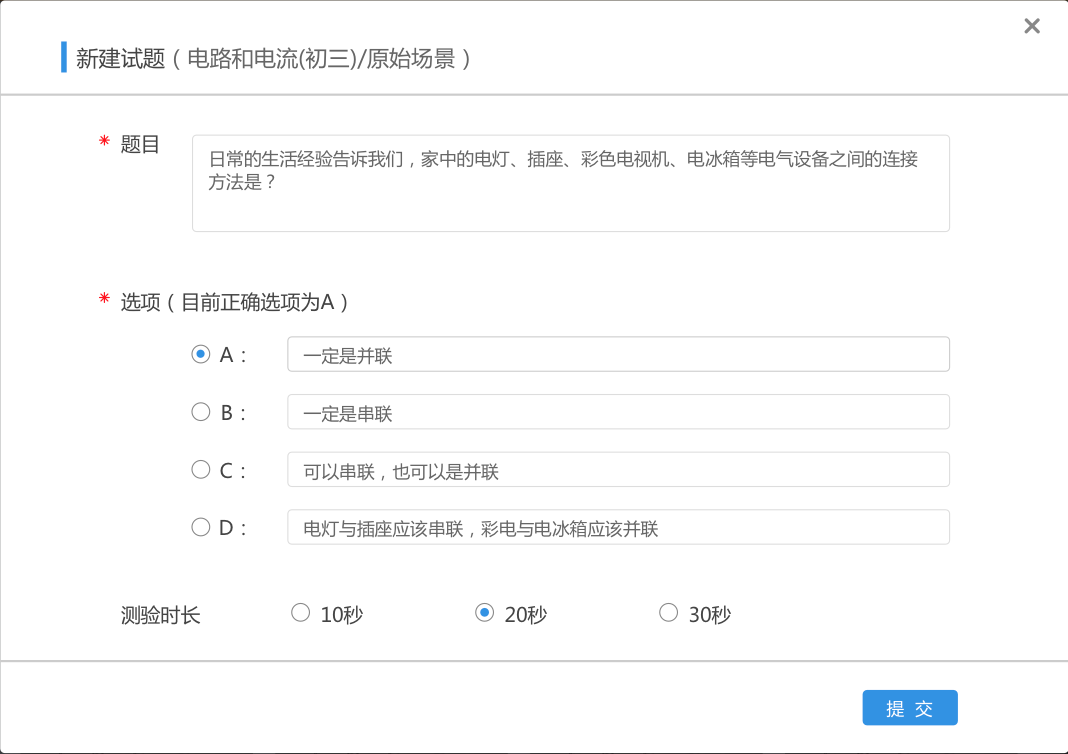 新建试题（电路和电流(初三)/原始场景）
* 题目
日常的生活经验告诉我们，家中的电灯、插座、彩色电视机、电冰箱等电气设备之间的连接
方法是？
* 选项（目前正确选项为A）
A： 一定是并联
B： 一定是串联
C： 可以串联，也可以是并联
D： 电灯与插座应该串联，彩电与电冰箱应该并联
测验时长 10秒 20秒 30秒
提 交